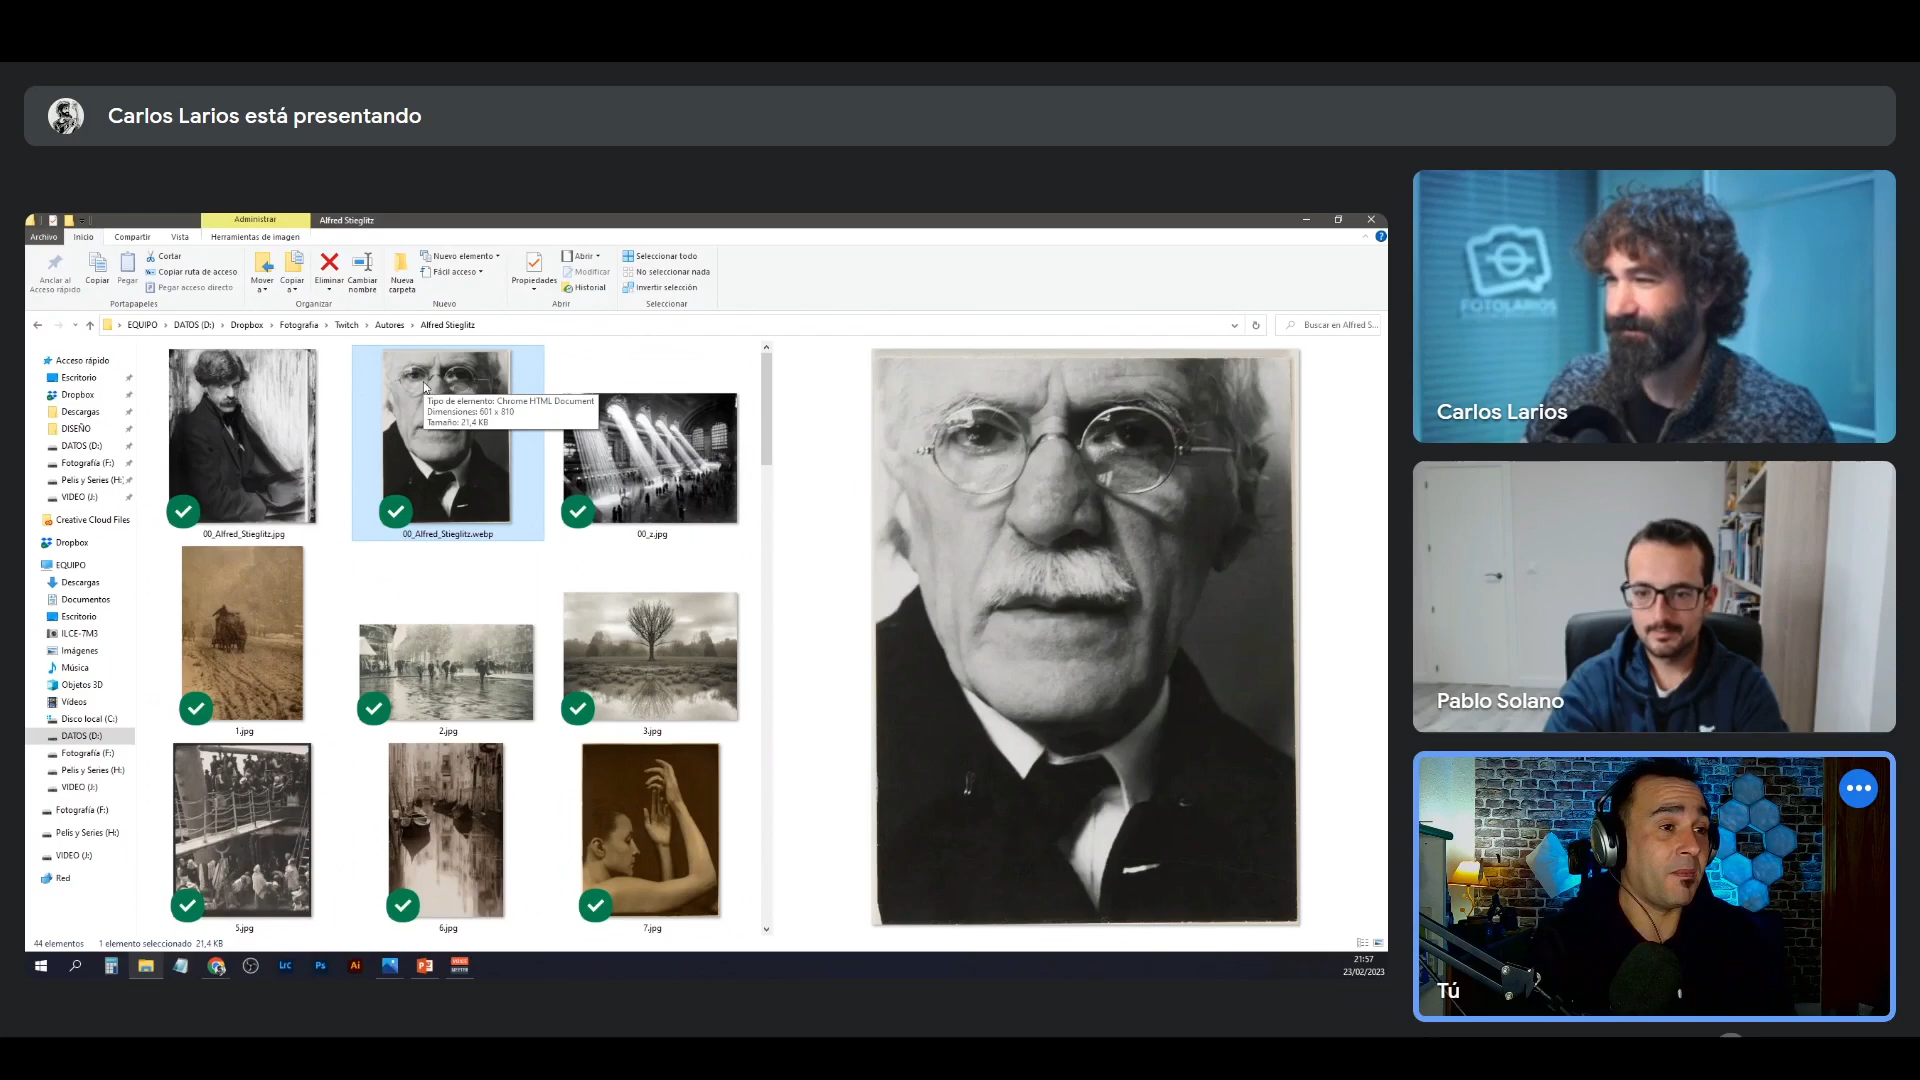 Carlos Larios está presentando
Administrar
Alfred Stieglitz
Archivo Inicio Compartir Vista Herramientas de imagen
Anclar al Acceso rápido
Copiar
Pegar
Cortar
Copiar ruta de acceso
Pegar acceso directo
Portapapeles
Mover a
Copiar a
Eliminar
Cambiar nombre
Organizar
Nueva carpeta
Nuevo elemento
Fácil acceso
Nuevo
Propiedades
Abrir
Modificar
Historial
Abrir
Seleccionar todo
No seleccionar nada
Invertir selección
Seleccionar
EQUIPO > DATOS (D:) > Dropbox > Fotografia > Twitch > Autores > Alfred Stieglitz
Buscar en Alfred S...
Acceso rápido
Escritorio
Dropbox
Descargas
DISEÑO
DATOS (D:)
Fotografía (F:)
Pelis y Series (H:)
VIDEO (J:)
Creative Cloud Files
Dropbox
EQUIPO
Descargas
Documentos
Escritorio
ILCE-7M3
Imágenes
Música
Objetos 3D
Vídeos
Disco local (C:)
DATOS (D:)
Fotografía (F:)
Pelis y Series (H:)
VIDEO (J:)
Fotografía (F:)
Pelis y Series (H:)
VIDEO (J:)
Red
Tipo de elemento: Chrome HTML Document
Dimensiones: 601 x 810
Tamaño: 21,4 KB
00_Alfred_Stieglitz.jpg
00_Alfred_Stieglitz.webp
00_z.jpg
1.jpg
2.jpg
3.jpg
5.jpg
6.jpg
7.jpg
44 elementos 1 elemento seleccionado 21,4 KB
Lrc
Ps
Ai
21:57
23/02/2023
FOTOLARIOS
Carlos Larios
Pablo Solano
Tú